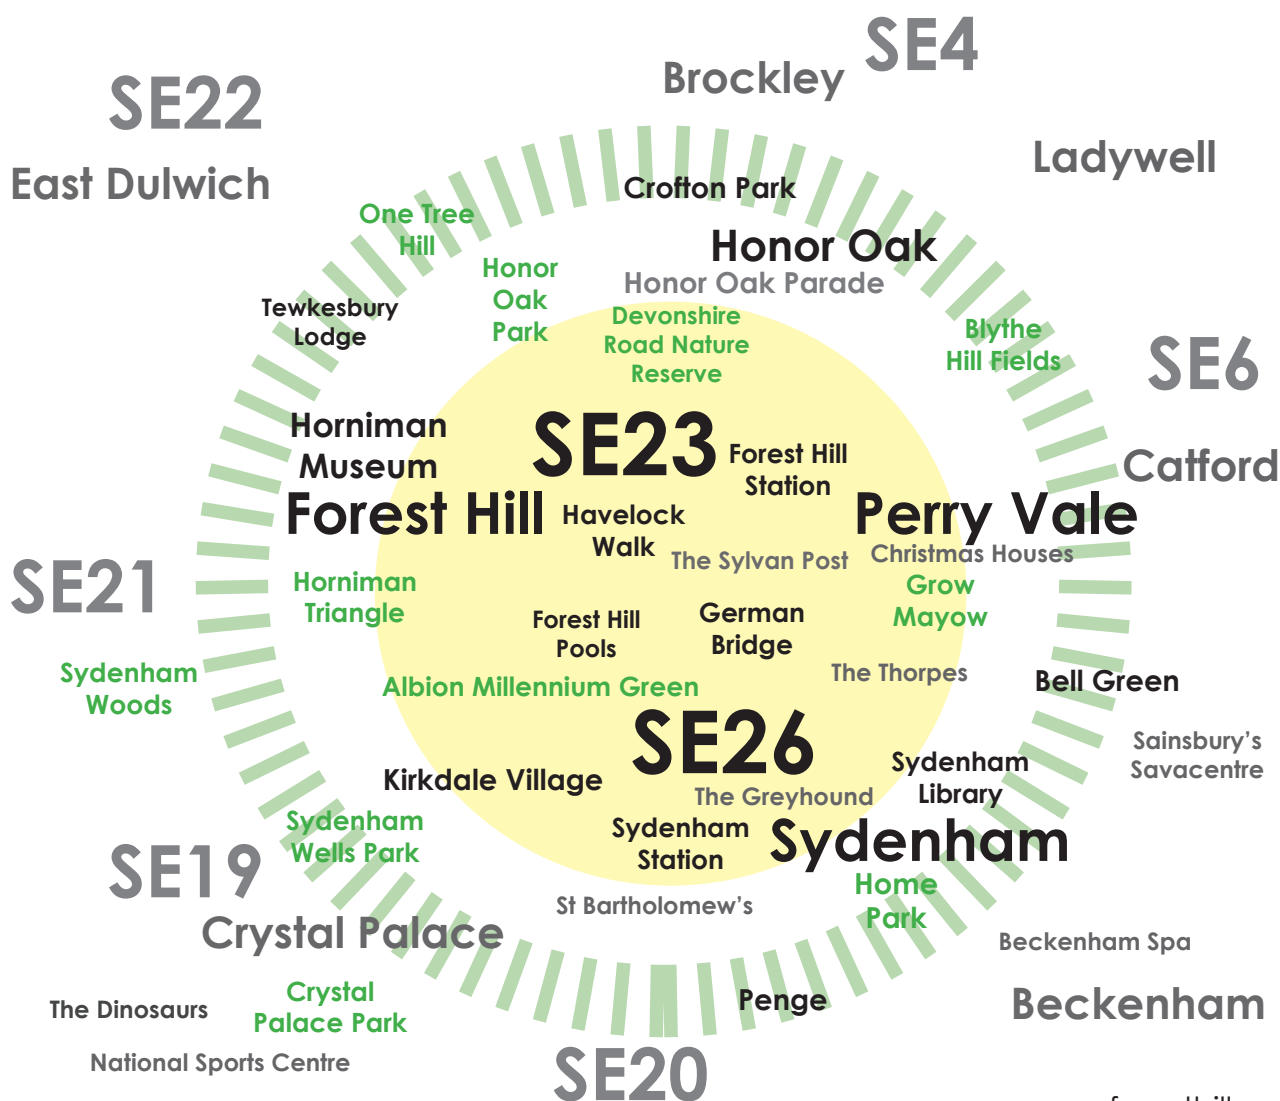 SE4
Brockley
SE22
Ladywell
East Dulwich
Crofton Park
One Tree
Hill
Honor Oak
Honor
Oak
Park
Honor Oak Parade
Tewkesbury
Lodge
Devonshire
Road Nature
Reserve
Blythe
Hill Fields
SE6
Horniman
Museum
SE23
Forest Hill
Station
Catford
Forest Hill
Havelock
Walk
Perry Vale
The Sylvan Post
Christmas Houses
SE21
Horniman
Triangle
Grow
Mayow
Forest Hill
Pools
German
Bridge
Sydenham
Woods
Albion Millennium Green
The Thorpes
Bell Green
SE26
Sainsbury's
Savacentre
Kirkdale Village
Sydenham
Library
The Greyhound
Sydenham
Wells Park
Sydenham
Station
Sydenham
SE19
Home
Park
St Bartholomew's
Crystal Palace
Beckenham Spa
The Dinosaurs
Crystal
Palace Park
Penge
Beckenham
National Sports Centre
SE20